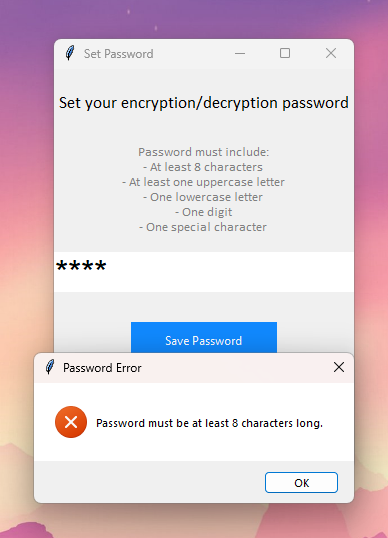 Set Password
Set your encryption/decryption password
Password must include:
- At least 8 characters
- At least one uppercase letter
- One lowercase letter
- One digit
- One special character
****
Save Password
Password Error
Password must be at least 8 characters long.
OK